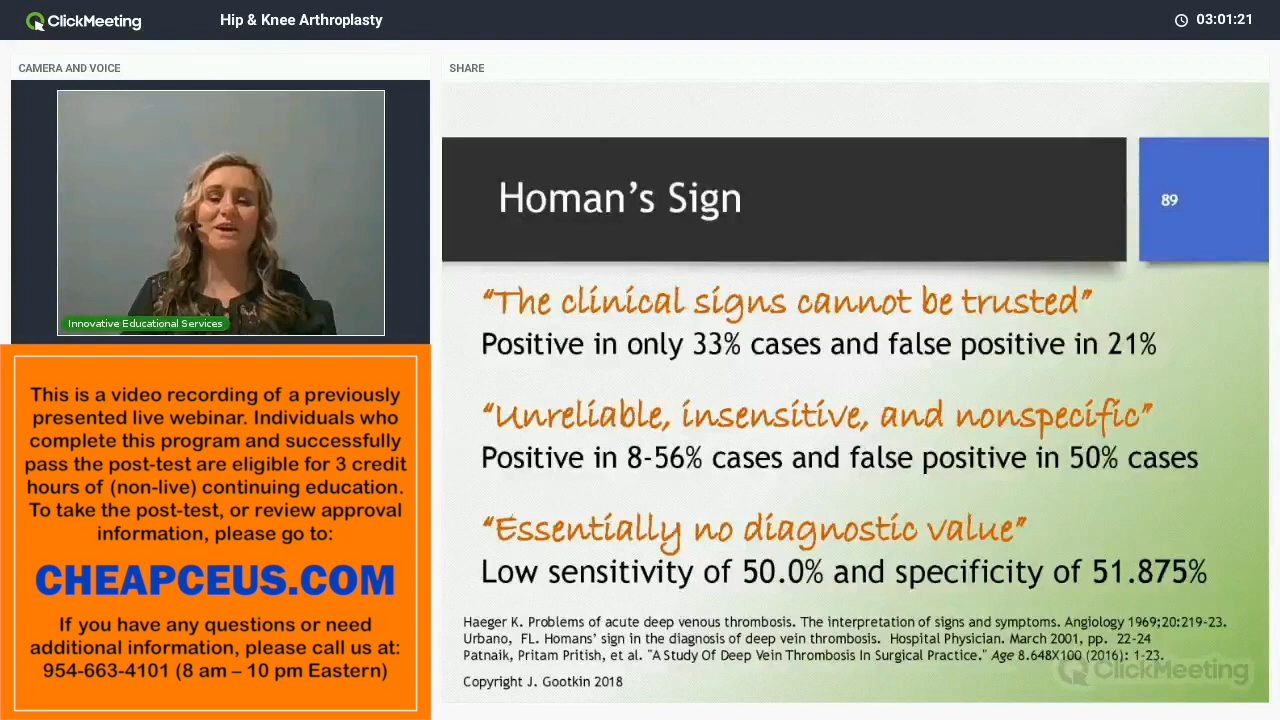 ClickMeeting
Hip & Knee Arthroplasty
03:01:21
CAMERA AND VOICE
Innovative Educational Services
This is a video recording of a previously
presented live webinar. Individuals who
complete this program and successfully
pass the post-test are eligible for 3 credit
hours of (non-live) continuing education.
To take the post-test, or review approval
information, please go to:
CHEAPCEUS.COM
If you have any questions or need
additional information, please call us at:
954-663-4101 (8 am – 10 pm Eastern)
SHARE
Homan's Sign
89
"The clinical signs cannot be trusted"
Positive in only 33% cases and false positive in 21%
"Unreliable, insensitive, and nonspecific"
Positive in 8-56% cases and false positive in 50% cases
"Essentially no diagnostic value"
Low sensitivity of 50.0% and specificity of 51.875%
Haeger K. Problems of acute deep venous thrombosis. The interpretation of signs and symptoms. Angiology 1969;20:219-23.
Urbano, FL. Homans' sign in the diagnosis of deep vein thrombosis. Hospital Physician. March 2001, pp. 22-24
Patnaik, Pritam Pritish, et al. "A Study Of Deep Vein Thrombosis In Surgical Practice." Age 8.648X100 (2016): 1-23.
Copyright J. Gootkin 2018
ClickMeeting